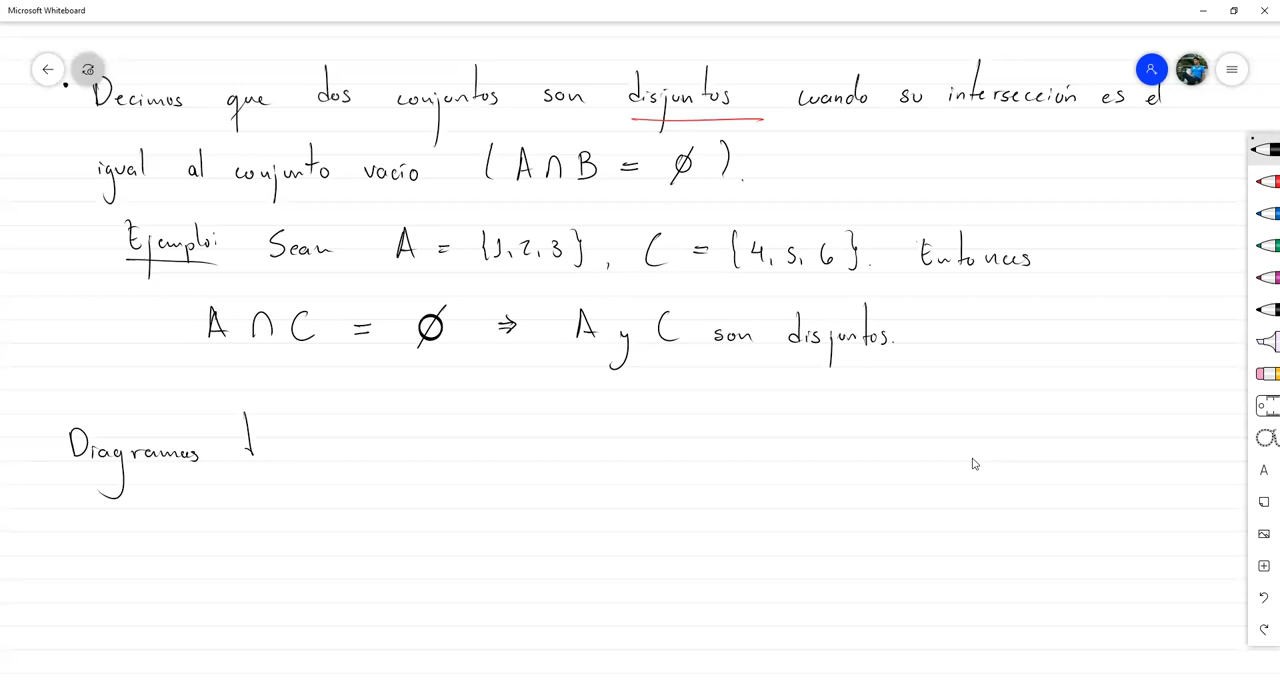 Microsoft Whiteboard
• Decimos que dos conjuntos son disjuntos cuando su intersección es el
igual al conjunto vacío (A ∩ B = ∅).
Ejemplo: Sean A = {1, 2, 3}, C = {4, 5, 6}. Entonces
A ∩ C = ∅ ⇒ A y C son disjuntos.
Diagramas